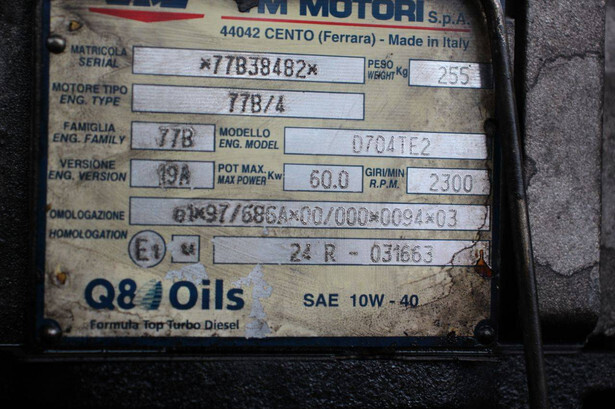 M MOTORI S.p.A.
44042 CENTO (Ferrara) - Made in Italy
MATRICOLA SERIAL *77B38482* PESO WEIGHT Kg 255
MOTORE TIPO ENG. TYPE 77B/4
FAMIGLIA ENG. FAMILY 77B MODELLO ENG. MODEL D704TE2
VERSIONE ENG. VERSION 19A POT MAX. MAX POWER Kw 60.0 GIRI/MIN R.P.M. 2300
OMOLOGAZIONE HOMOLOGATION e1*97/686A*00/000*0094*03
E1 24 R - 031663
Q8 Oils SAE 10W - 40
Formula Top Turbo Diesel